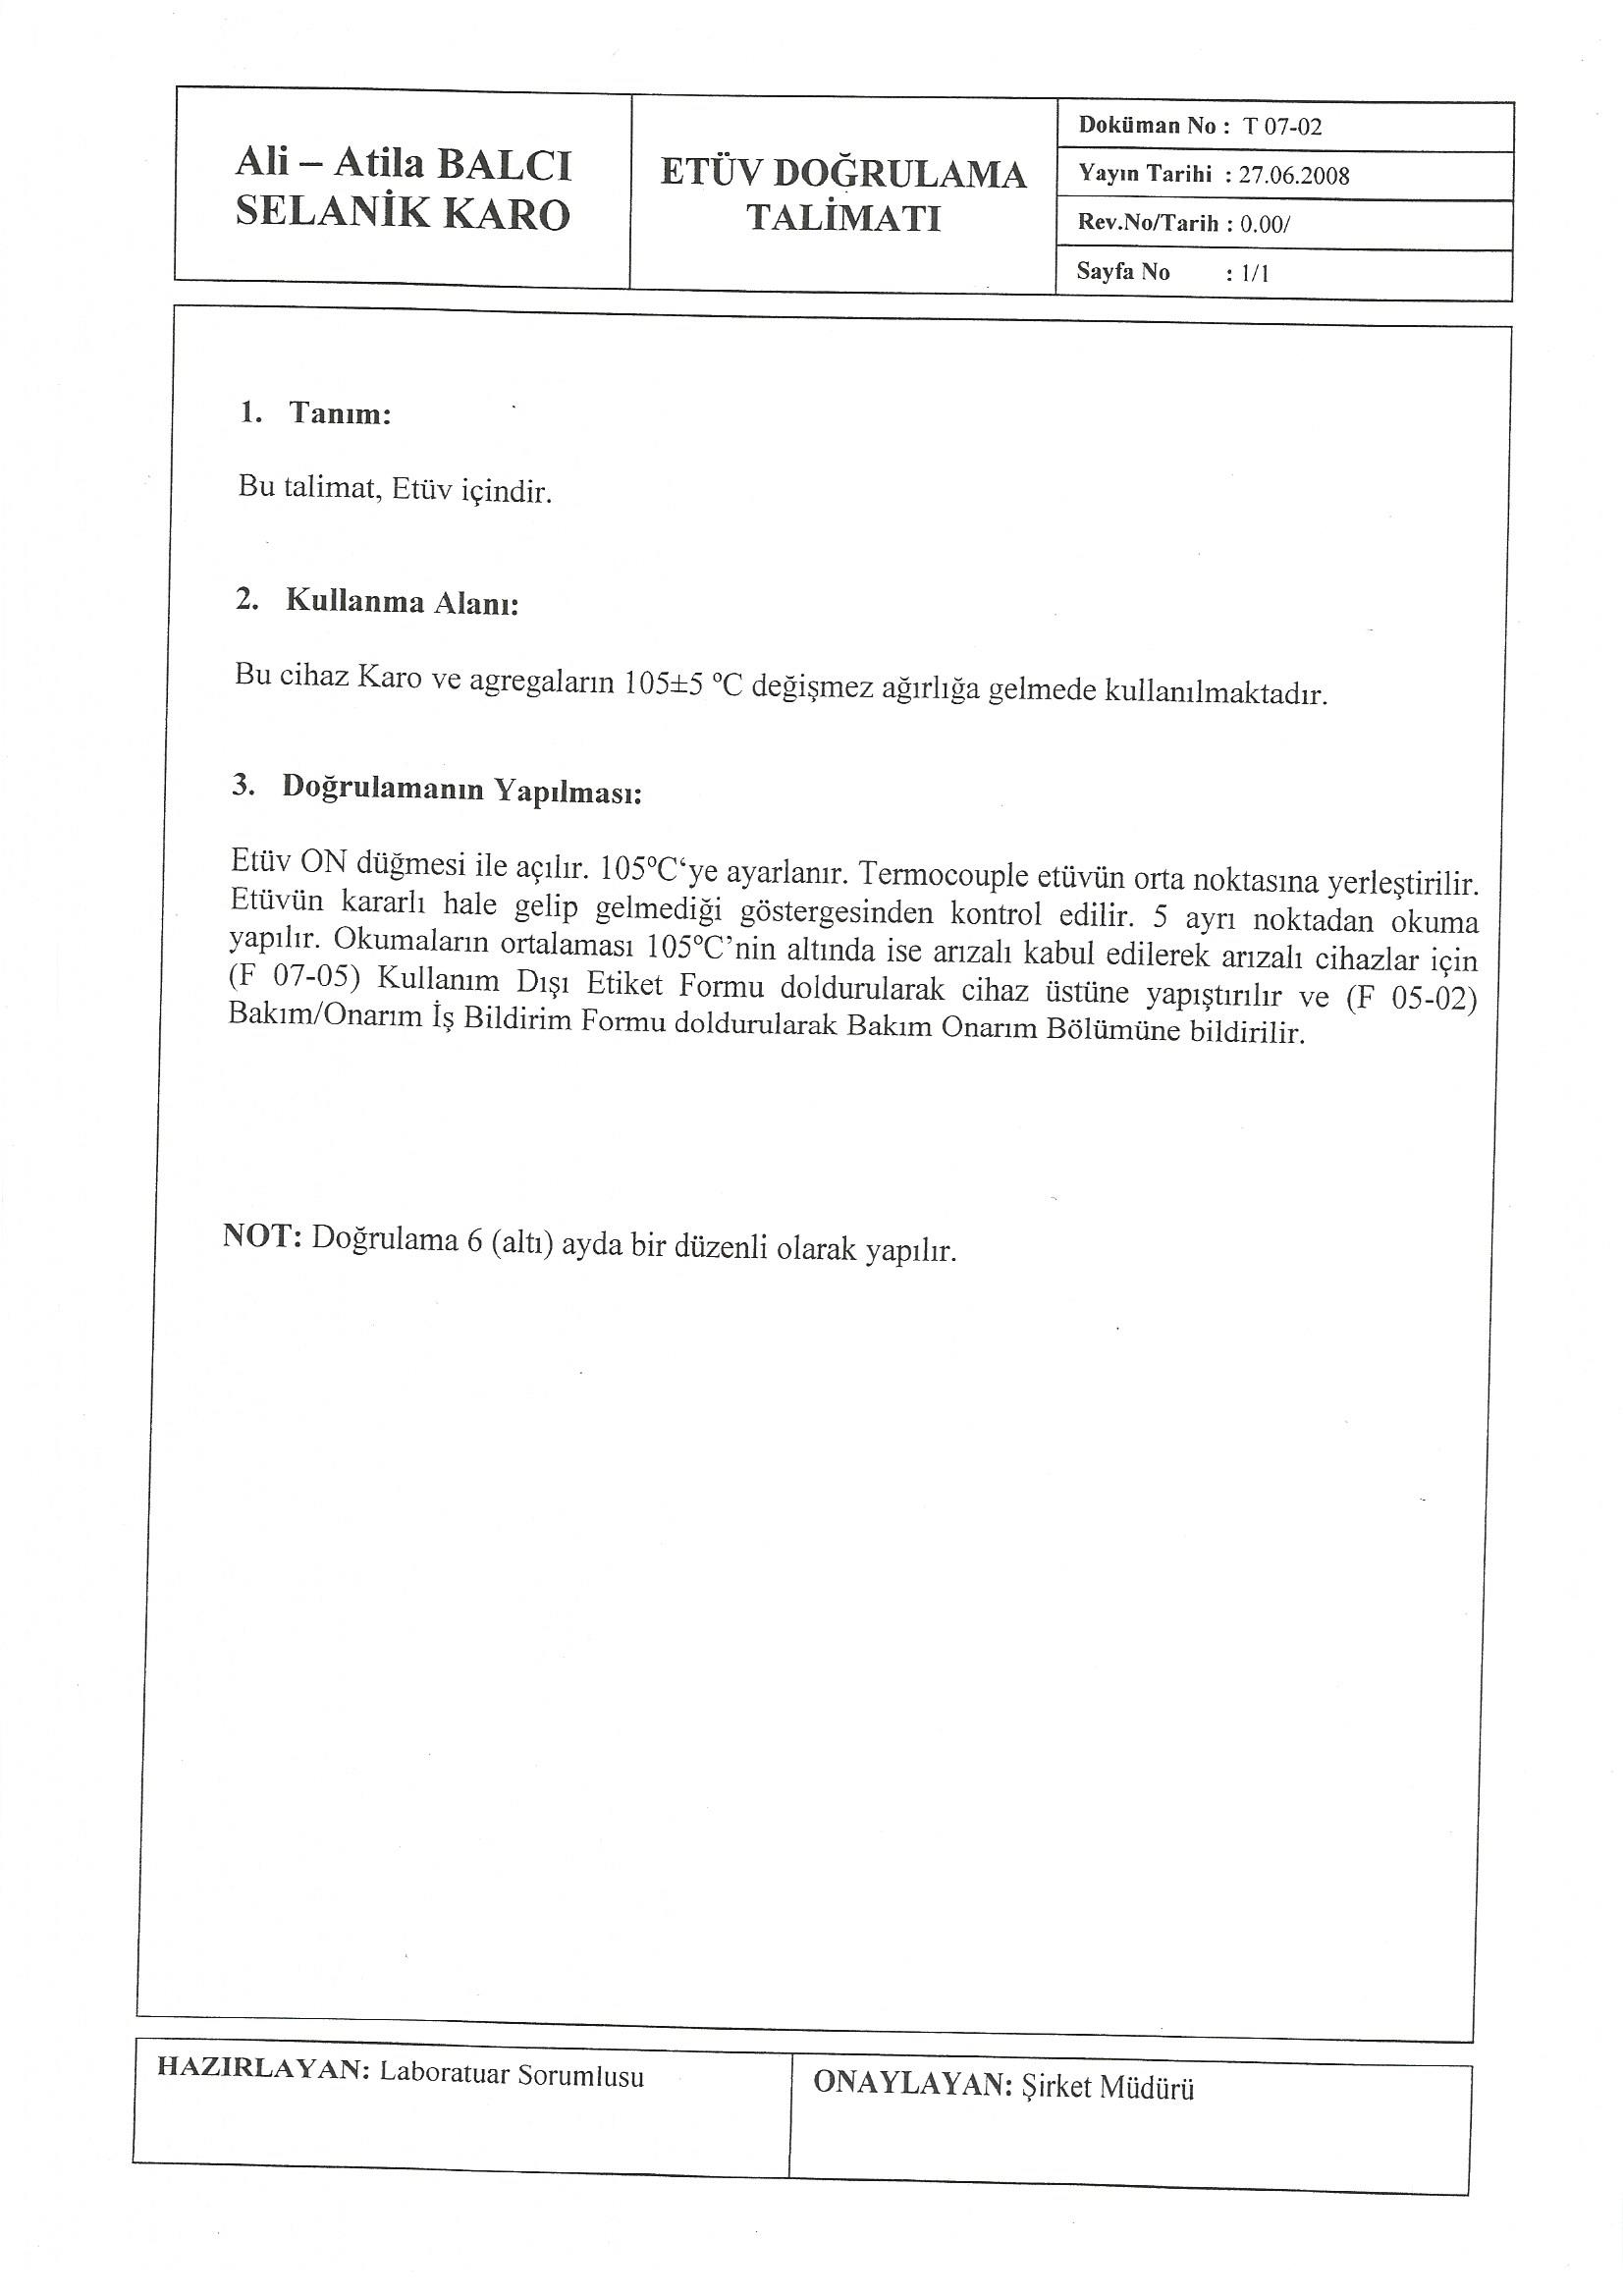 Ali – Atila BALCI
SELANİK KARO
ETÜV DOĞRULAMA
TALİMATI
Doküman No : T 07-02
Yayın Tarihi : 27.06.2008
Rev.No/Tarih : 0.00/
Sayfa No : 1/1
1. Tanım:
Bu talimat, Etüv içindir.
2. Kullanma Alanı:
Bu cihaz Karo ve agregaların 105±5 ºC değişmez ağırlığa gelmede kullanılmaktadır.
3. Doğrulamanın Yapılması:
Etüv ON düğmesi ile açılır. 105ºC‘ye ayarlanır. Termocouple etüvün orta noktasına yerleştirilir.
Etüvün kararlı hale gelip gelmediği göstergesinden kontrol edilir. 5 ayrı noktadan okuma
yapılır. Okumaların ortalaması 105ºC’nin altında ise arızalı kabul edilerek arızalı cihazlar için
(F 07-05) Kullanım Dışı Etiket Formu doldurularak cihaz üstüne yapıştırılır ve (F 05-02)
Bakım/Onarım İş Bildirim Formu doldurularak Bakım Onarım Bölümüne bildirilir.
NOT: Doğrulama 6 (altı) ayda bir düzenli olarak yapılır.
HAZIRLAYAN: Laboratuar Sorumlusu
ONAYLAYAN: Şirket Müdürü